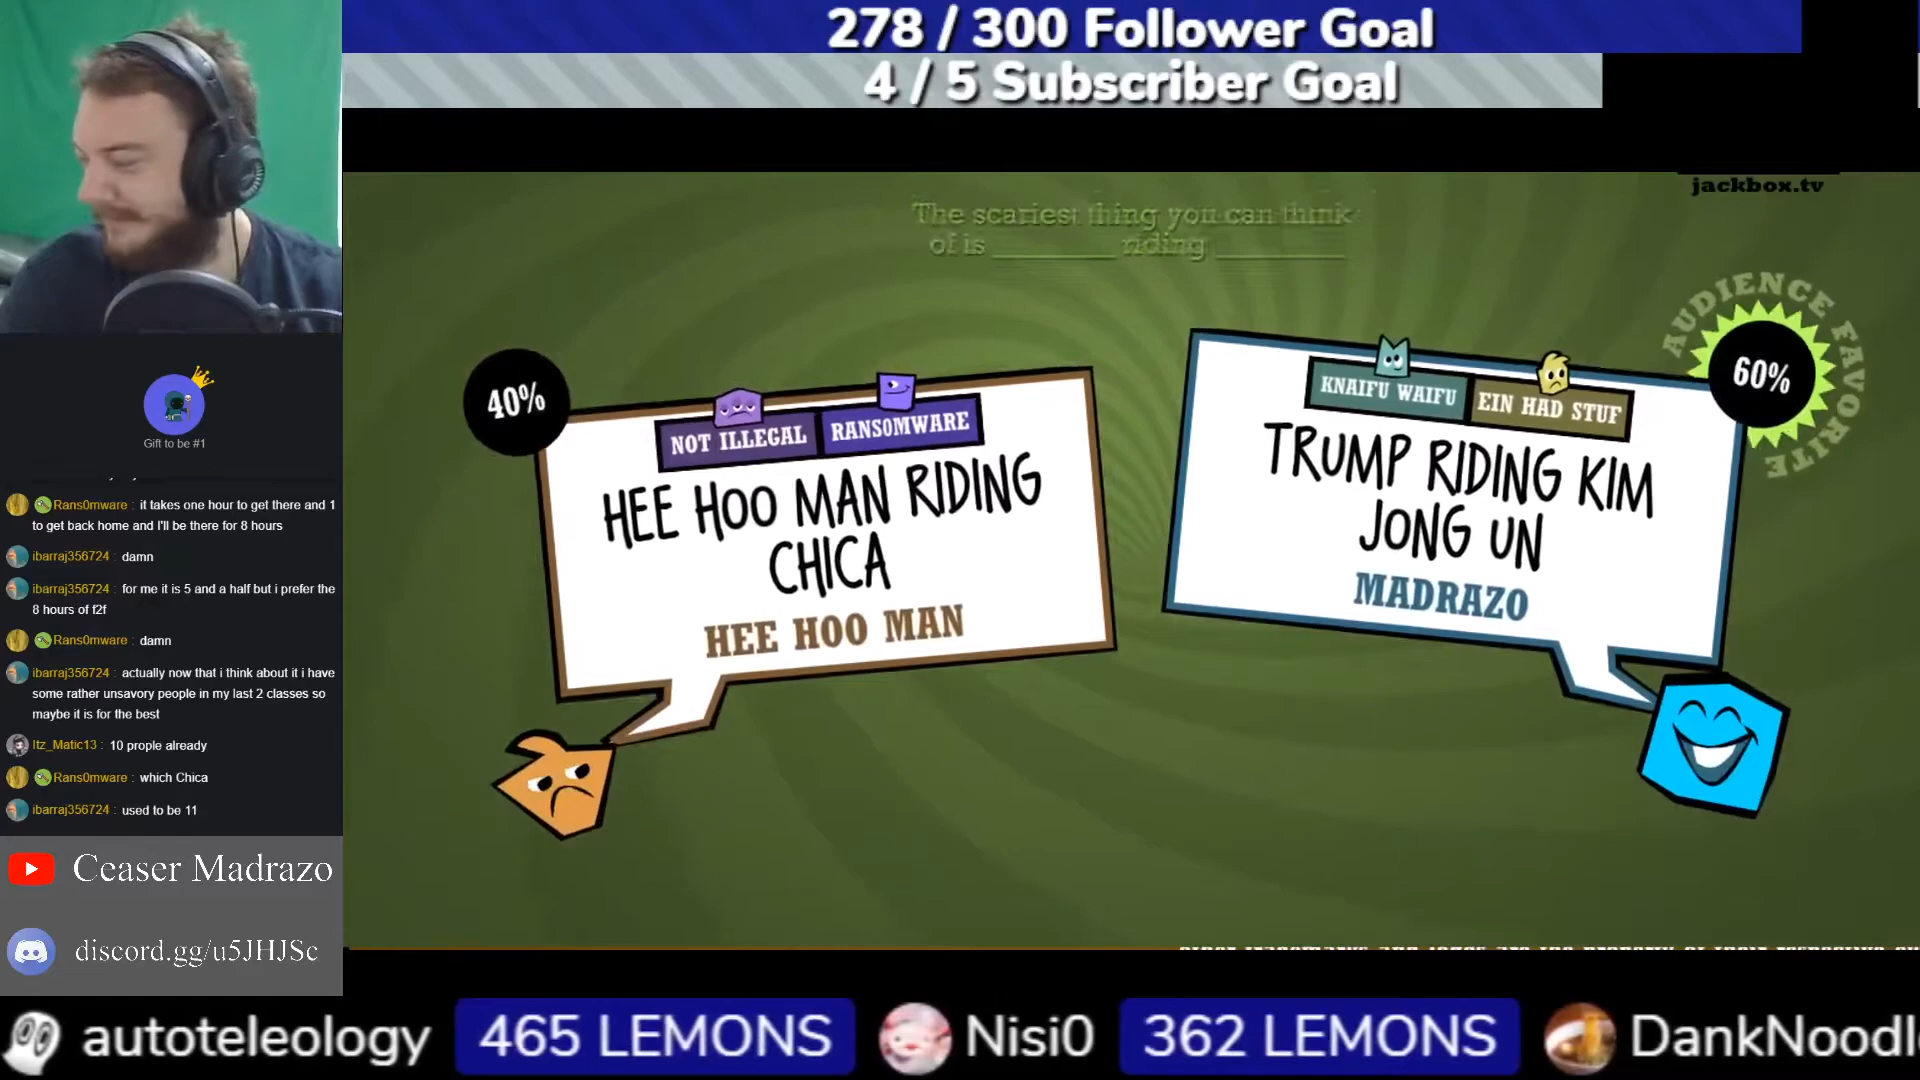 278 / 300 Follower Goal
4 / 5 Subscriber Goal
jackbox.tv
The scariest thing you can think
of is ________ riding ________
AUDIENCE FAVORITE
40%
NOT ILLEGAL
RANSOMWARE
HEE HOO MAN RIDING
CHICA
HEE HOO MAN
60%
KNAIFU WAIFU
EIN HAD STUF
TRUMP RIDING KIM
JONG UN
MADRAZO
Gift to be #1
Rans0mware : it takes one hour to get there and 1
to get back home and I'll be there for 8 hours
ibarraj356724 : damn
ibarraj356724 : for me it is 5 and a half but i prefer the
8 hours of f2f
Rans0mware : damn
ibarraj356724 : actually now that i think about it i have
some rather unsavory people in my last 2 classes so
maybe it is for the best
Itz_Matic13 : 10 prople already
Rans0mware : which Chica
ibarraj356724 : used to be 11
Ceaser Madrazo
discord.gg/u5JHJSc
autoteleology 465 LEMONS Nisi0 362 LEMONS DankNoodl